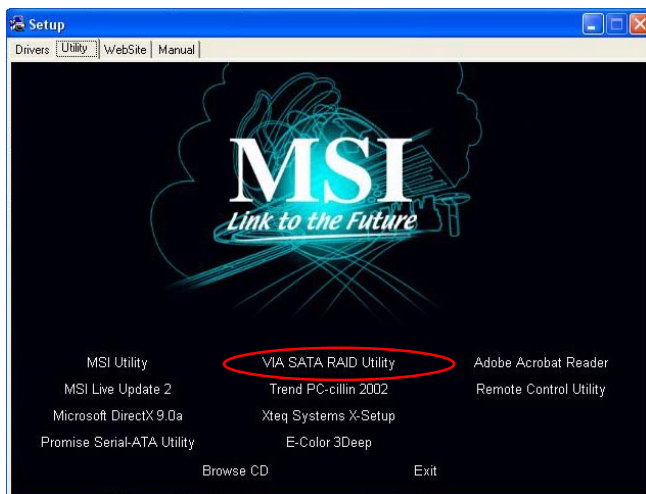 Setup
Drivers Utility WebSite Manual
MSI
Link to the Future
MSI Utility VIA SATA RAID Utility Adobe Acrobat Reader
MSI Live Update 2 Trend PC-cillin 2002 Remote Control Utility
Microsoft DirectX 9.0a Xteq Systems X-Setup
Promise Serial-ATA Utility E-Color 3Deep
Browse CD Exit